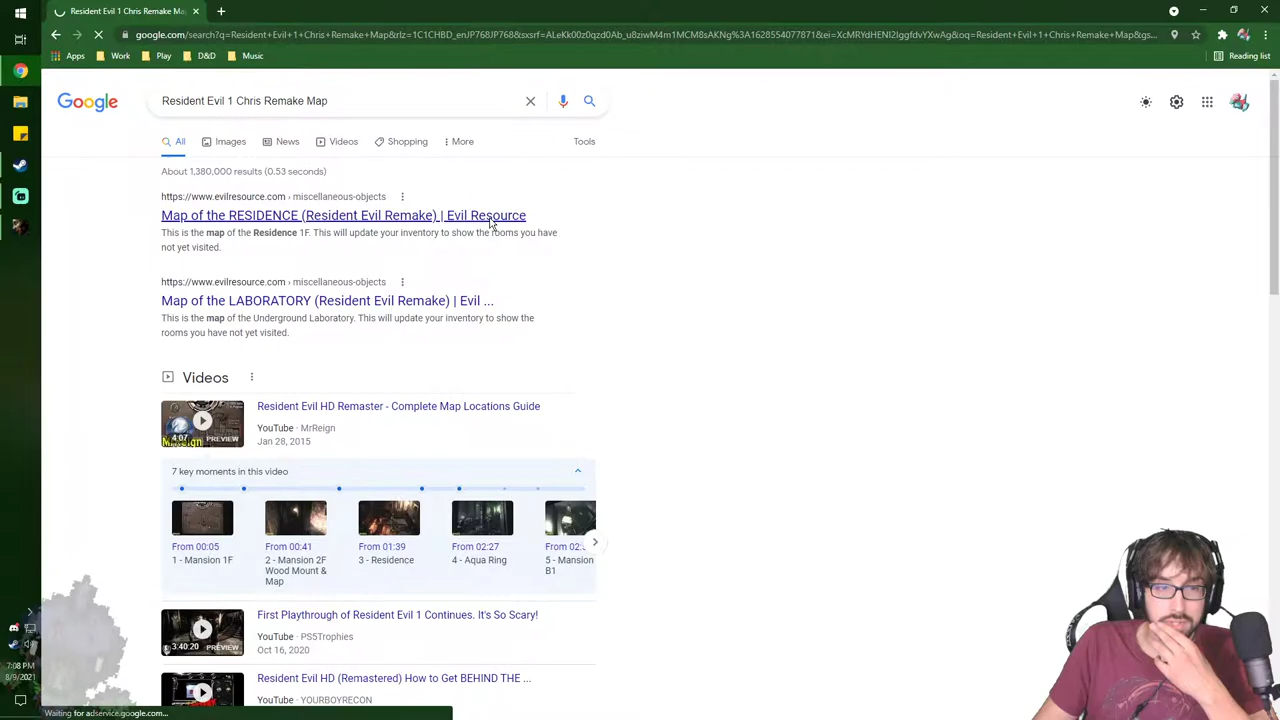 Resident Evil 1 Chris Remake Map
google.com/search?q=Resident+Evil+1+Chris+Remake+Map&rlz=1C1CHBD_enJP768JP768&sxsrf=ALeKk00z0qzd0Ab_u8ziwM4m1MCM8sAKNg%3A1628554077871&ei=XcMRYdHENI2lggfdvYXwAg&oq=Resident+Evil+1+Chris+Remake+Map&gs...
Apps
Work
Play
D&D
Music
Reading list
Google
Resident Evil 1 Chris Remake Map
All
Images
News
Videos
Shopping
More
Tools
About 1,380,000 results (0.53 seconds)
https://www.evilresource.com › miscellaneous-objects
Map of the RESIDENCE (Resident Evil Remake) | Evil Resource
This is the map of the Residence 1F. This will update your inventory to show the rooms you have
not yet visited.
https://www.evilresource.com › miscellaneous-objects
Map of the LABORATORY (Resident Evil Remake) | Evil ...
This is the map of the Underground Laboratory. This will update your inventory to show the
rooms you have not yet visited.
Videos
4:07
PREVIEW
Resident Evil HD Remaster - Complete Map Locations Guide
YouTube · MrReign
Jan 28, 2015
7 key moments in this video
From 00:05
1 - Mansion 1F
From 00:41
2 - Mansion 2F
Wood Mount &
Map
From 01:39
3 - Residence
From 02:27
4 - Aqua Ring
From 02:
5 - Mansion
B1
3:40:20
PREVIEW
First Playthrough of Resident Evil 1 Continues. It's So Scary!
YouTube · PS5Trophies
Oct 16, 2020
Resident Evil HD (Remastered) How to Get BEHIND THE ...
YouTube · YOURBOYRECON
7:08 PM
8/9/2021
Waiting for adservice.google.com...